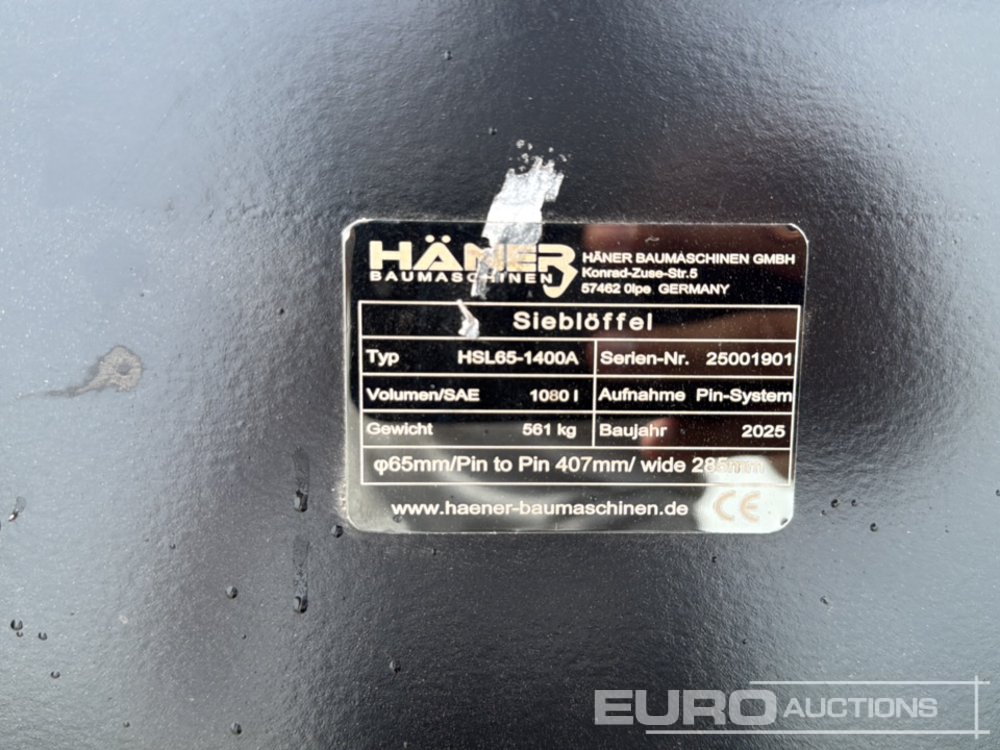 HÄNER
BAUMASCHINEN
HÄNER BAUMASCHINEN GMBH
Konrad-Zuse-Str.5
57462 Olpe GERMANY
Sieblöffel
Typ HSL65-1400A Serien-Nr. 25001901
Volumen/SAE 1080 l Aufnahme Pin-System
Gewicht 561 kg Baujahr 2025
φ65mm/Pin to Pin 407mm/ wide 285mm
www.haener-baumaschinen.de CE
EURO AUCTIONS